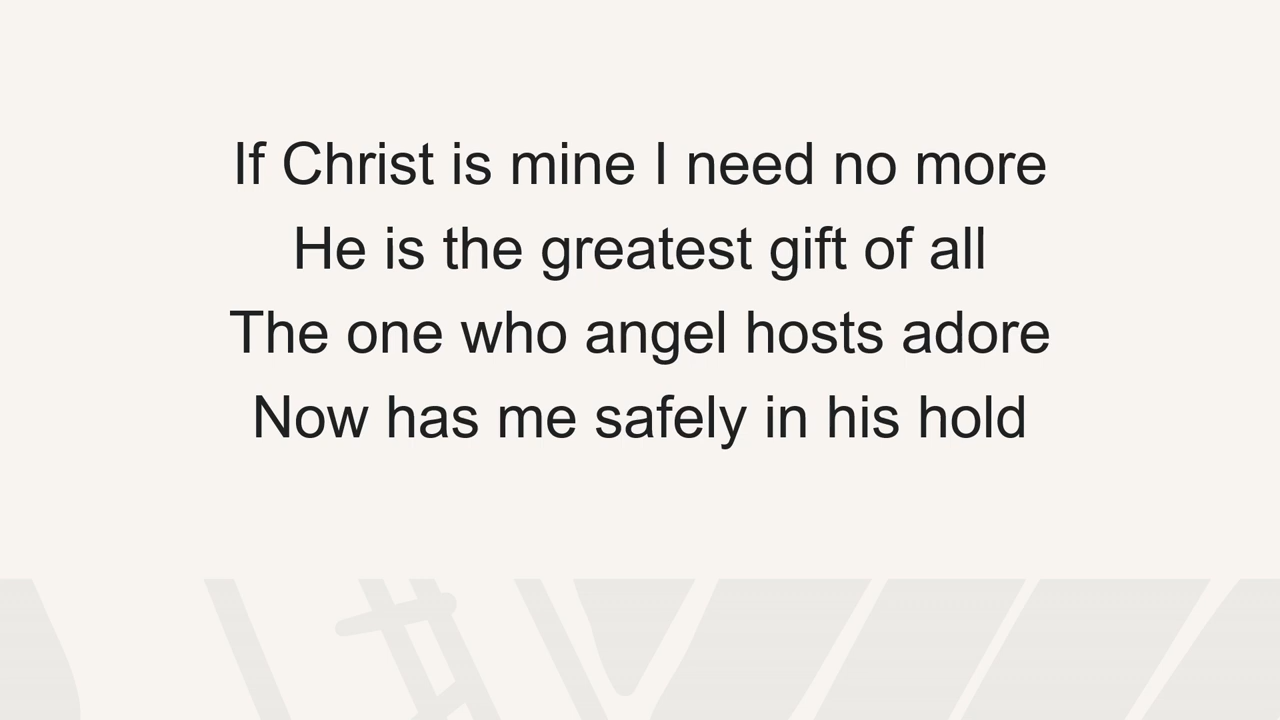 If Christ is mine I need no more
He is the greatest gift of all
The one who angel hosts adore
Now has me safely in his hold